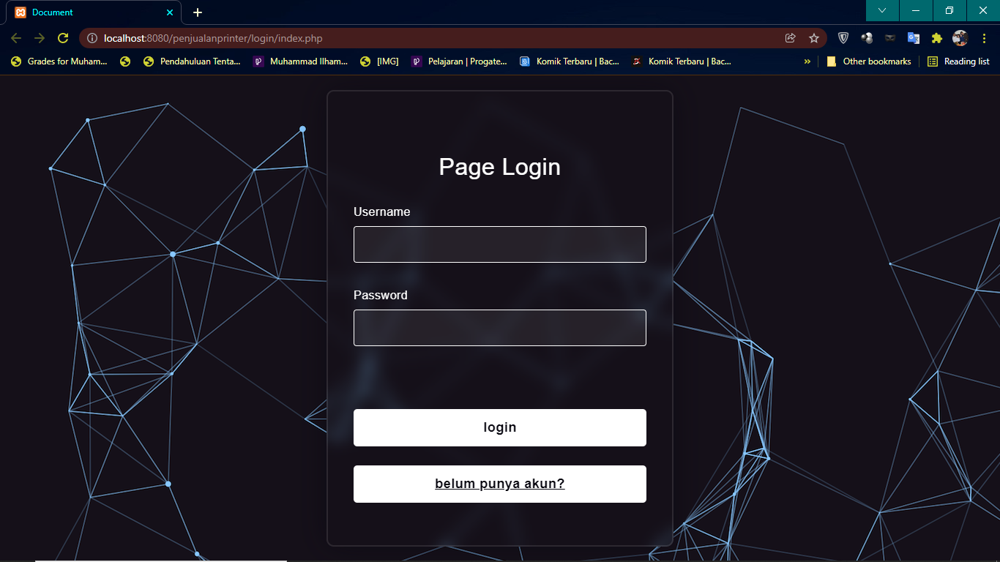 Document
localhost:8080/penjualanprinter/login/index.php
Grades for Muham... Pendahuluan Tenta... Muhammad Ilham... [IMG] Pelajaran | Progate... Komik Terbaru | Bac... Komik Terbaru | Bac... » Other bookmarks Reading list
Page Login
Username
Password
login
belum punya akun?